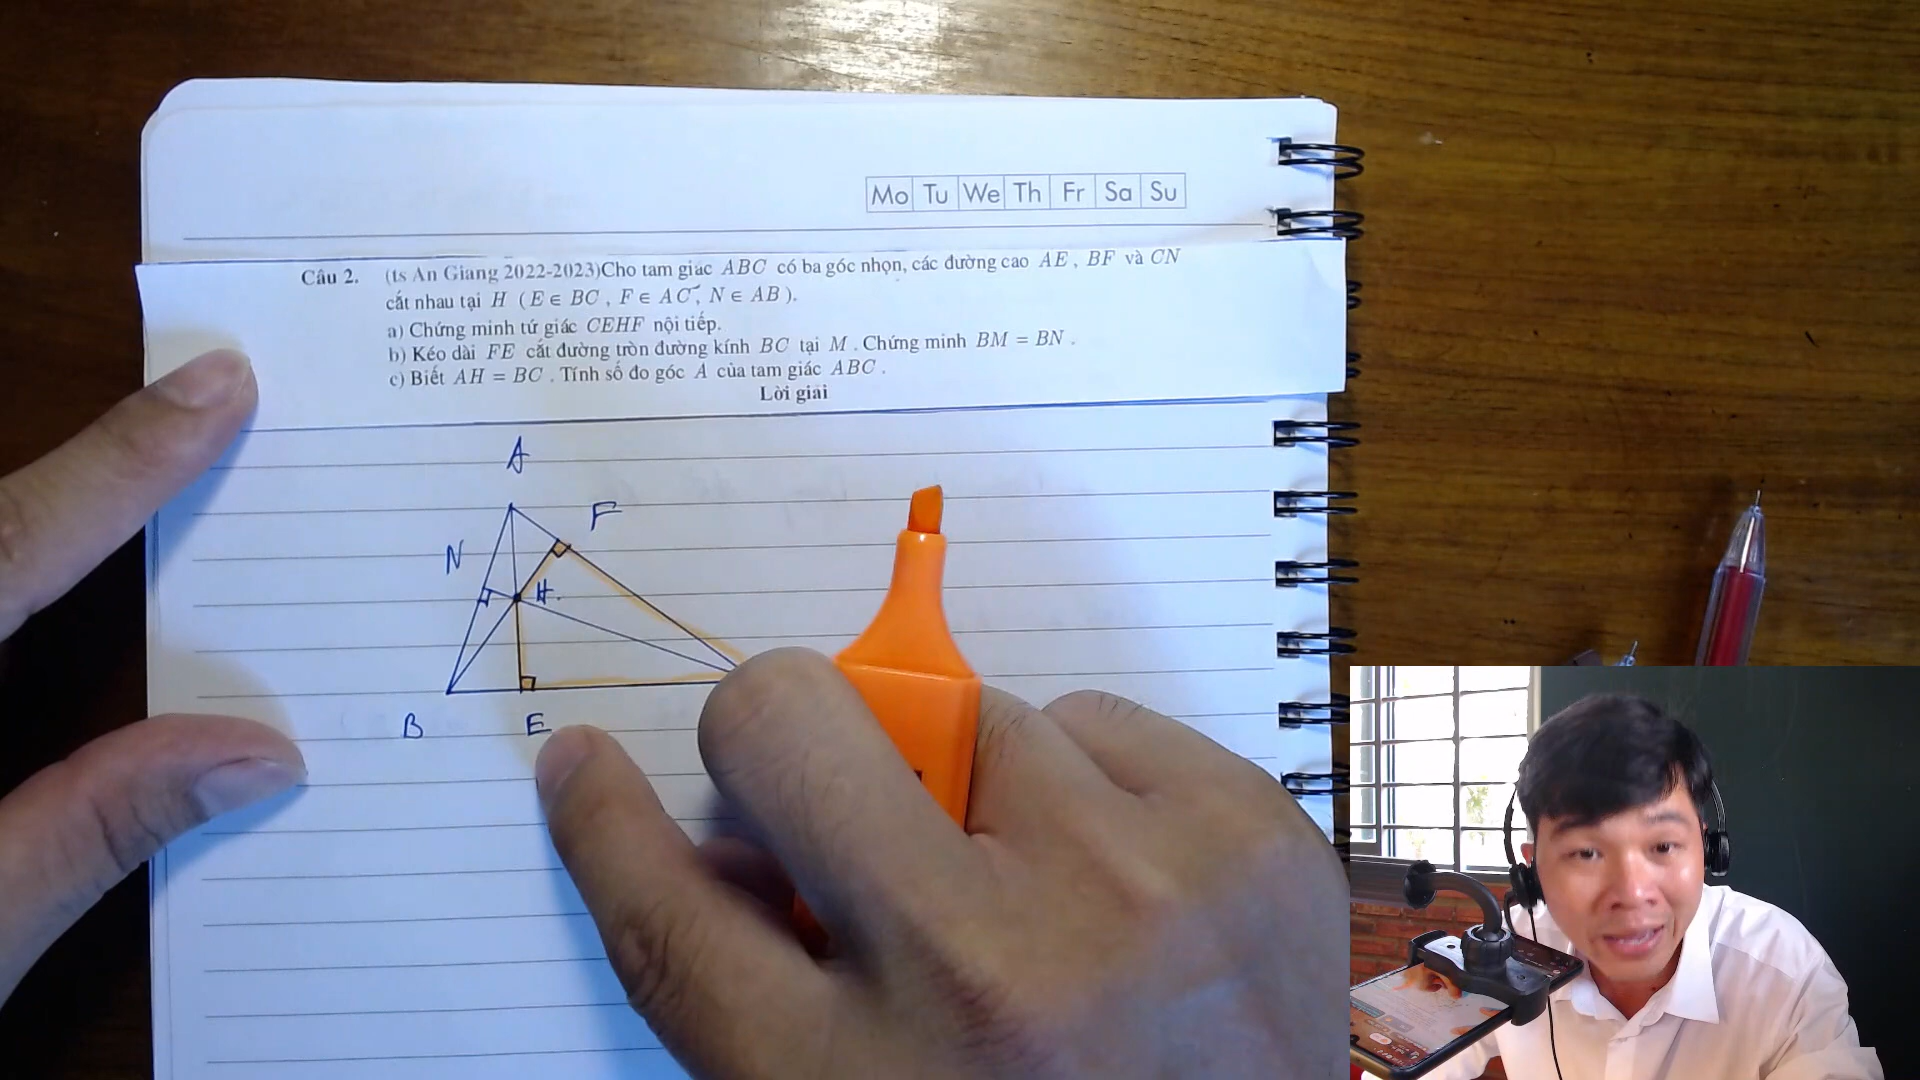 Mo Tu We Th Fr Sa Su
Câu 2. (ts An Giang 2022-2023)Cho tam giác ABC có ba góc nhọn, các đường cao AE , BF và CN
cắt nhau tại H ( E ∈ BC , F ∈ AC , N ∈ AB ).
a) Chứng minh tứ giác CEHF nội tiếp.
b) Kéo dài FE cắt đường tròn đường kính BC tại M . Chứng minh BM = BN .
c) Biết AH = BC . Tính số đo góc A của tam giác ABC .
Lời giải
A
F
N
H.
B
E